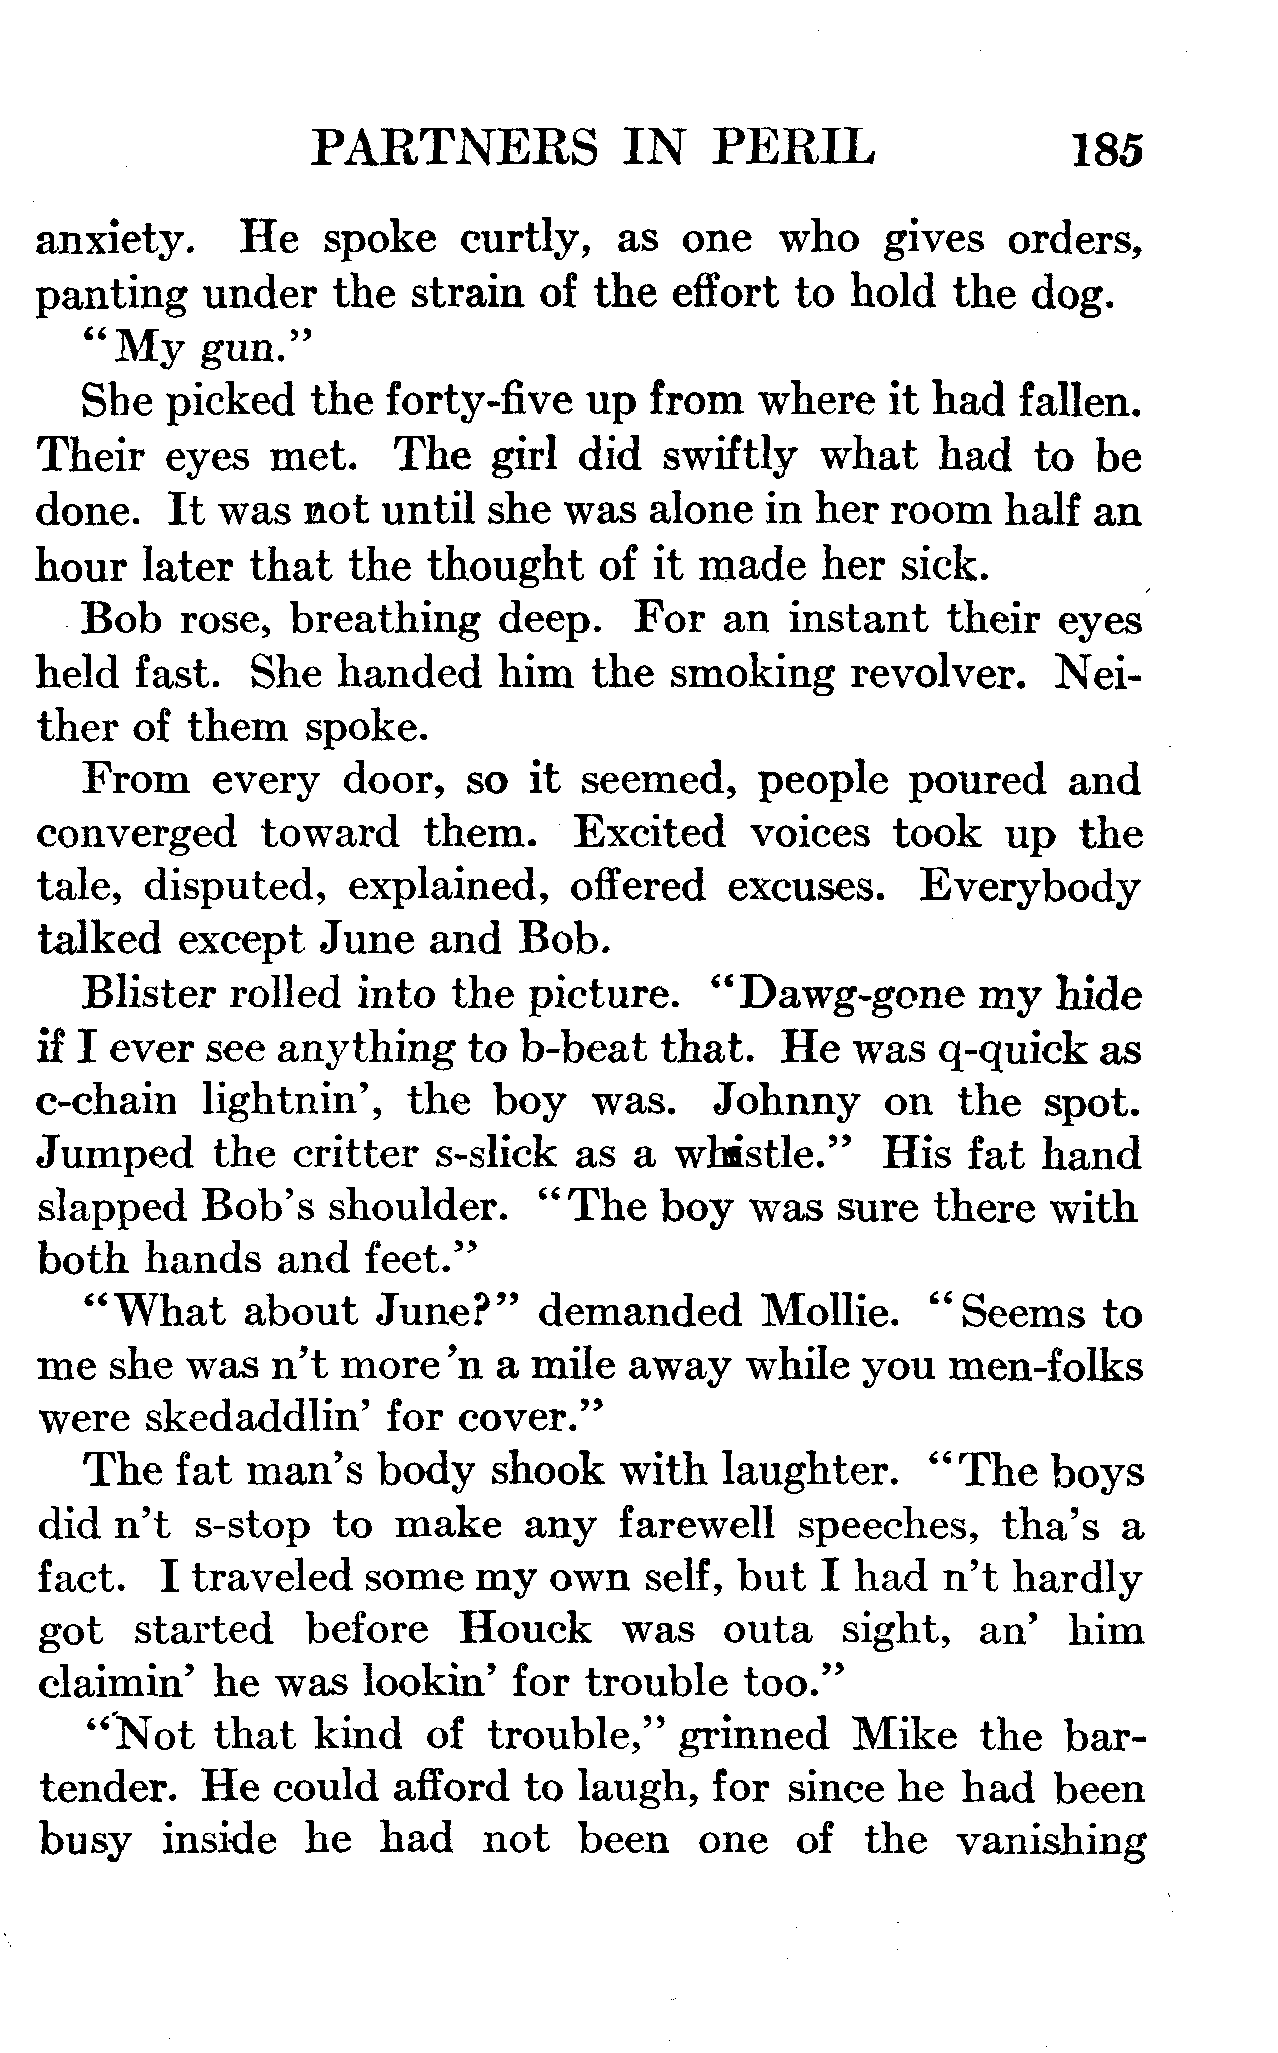 PARTNERS IN PERIL 185
anxiety. He spoke curtly, as one who gives orders,
panting under the strain of the effort to hold the dog.
“My gun.”
She picked the forty-five up from where it had fallen.
Their eyes met. The girl did swiftly what had to be
done. It was not until she was alone in her room half an
hour later that the thought of it made her sick.
Bob rose, breathing deep. For an instant their eyes
held fast. She handed him the smoking revolver. Nei-
ther of them spoke.
From every door, so it seemed, people poured and
converged toward them. Excited voices took up the
tale, disputed, explained, offered excuses. Everybody
talked except June and Bob.
Blister rolled into the picture. “Dawg-gone my hide
if I ever see anything to b-beat that. He was q-quick as
c-chain lightnin’, the boy was. Johnny on the spot.
Jumped the critter s-slick as a whistle.” His fat hand
slapped Bob’s shoulder. “The boy was sure there with
both hands and feet.”
“What about June?” demanded Mollie. “Seems to
me she was n’t more ’n a mile away while you men-folks
were skedaddlin’ for cover.”
The fat man’s body shook with laughter. “The boys
did n’t s-stop to make any farewell speeches, tha’s a
fact. I traveled some my own self, but I had n’t hardly
got started before Houck was outa sight, an’ him
claimin’ he was lookin’ for trouble too.”
“Not that kind of trouble,” grinned Mike the bar-
tender. He could afford to laugh, for since he had been
busy inside he had not been one of the vanishing